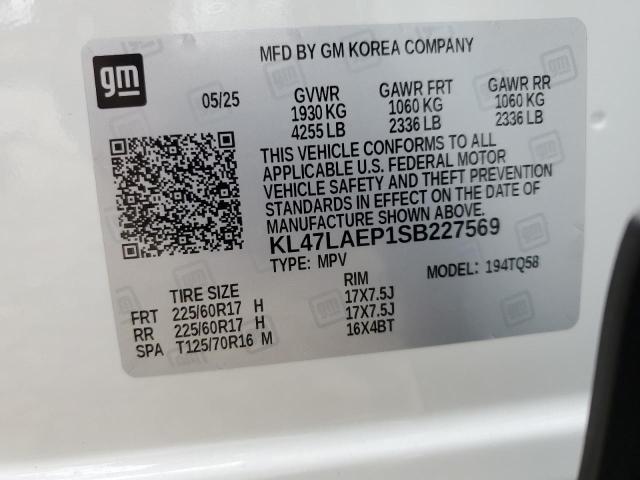 gm
MFD BY GM KOREA COMPANY
05/25 GVWR GAWR FRT GAWR RR
1930 KG 1060 KG 1060 KG
4255 LB 2336 LB 2336 LB
THIS VEHICLE CONFORMS TO ALL
APPLICABLE U.S. FEDERAL MOTOR
VEHICLE SAFETY AND THEFT PREVENTION
STANDARDS IN EFFECT ON THE DATE OF
MANUFACTURE SHOWN ABOVE.
KL47LAEP1SB227569
TYPE: MPV MODEL: 194TQ58
TIRE SIZE RIM
FRT 225/60R17 H 17X7.5J
RR 225/60R17 H 17X7.5J
SPA T125/70R16 M 16X4BT